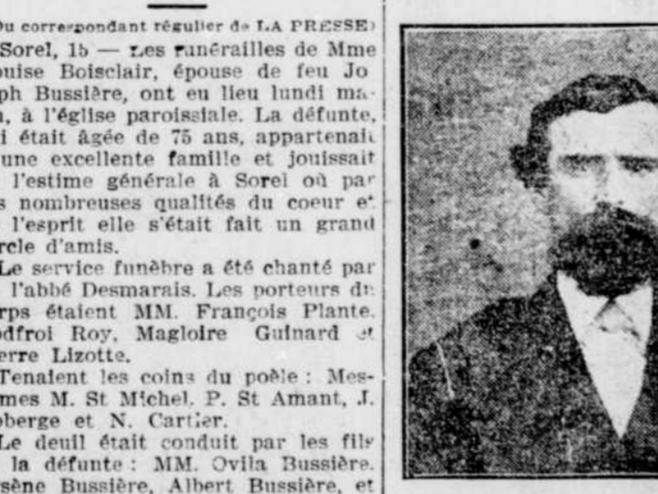 Du correspondant régulier de LA PRESSE)
Sorel, 15 — Les funérailles de Mme
ouise Boisclair, épouse de feu Jo
ph Bussière, ont eu lieu lundi ma-
, à l'église paroissiale. La défunte,
i était âgée de 75 ans, appartenait
une excellente famille et jouissait
l'estime générale à Sorel où par
s nombreuses qualités du coeur et
l'esprit elle s'était fait un grand
rcle d'amis.
Le service funèbre a été chanté par
l'abbé Desmarais. Les porteurs du
rps étaient MM. François Plante.
dfroi Roy, Magloire Guinard et
erre Lizotte.
Tenaient les coins du poèle : Mes-
mes M. St Michel. P. St Amant, J.
berge et N. Cartier.
Le deuil était conduit par les fils
la défunte : MM. Ovila Bussière.
sène Bussière, Albert Bussière, et